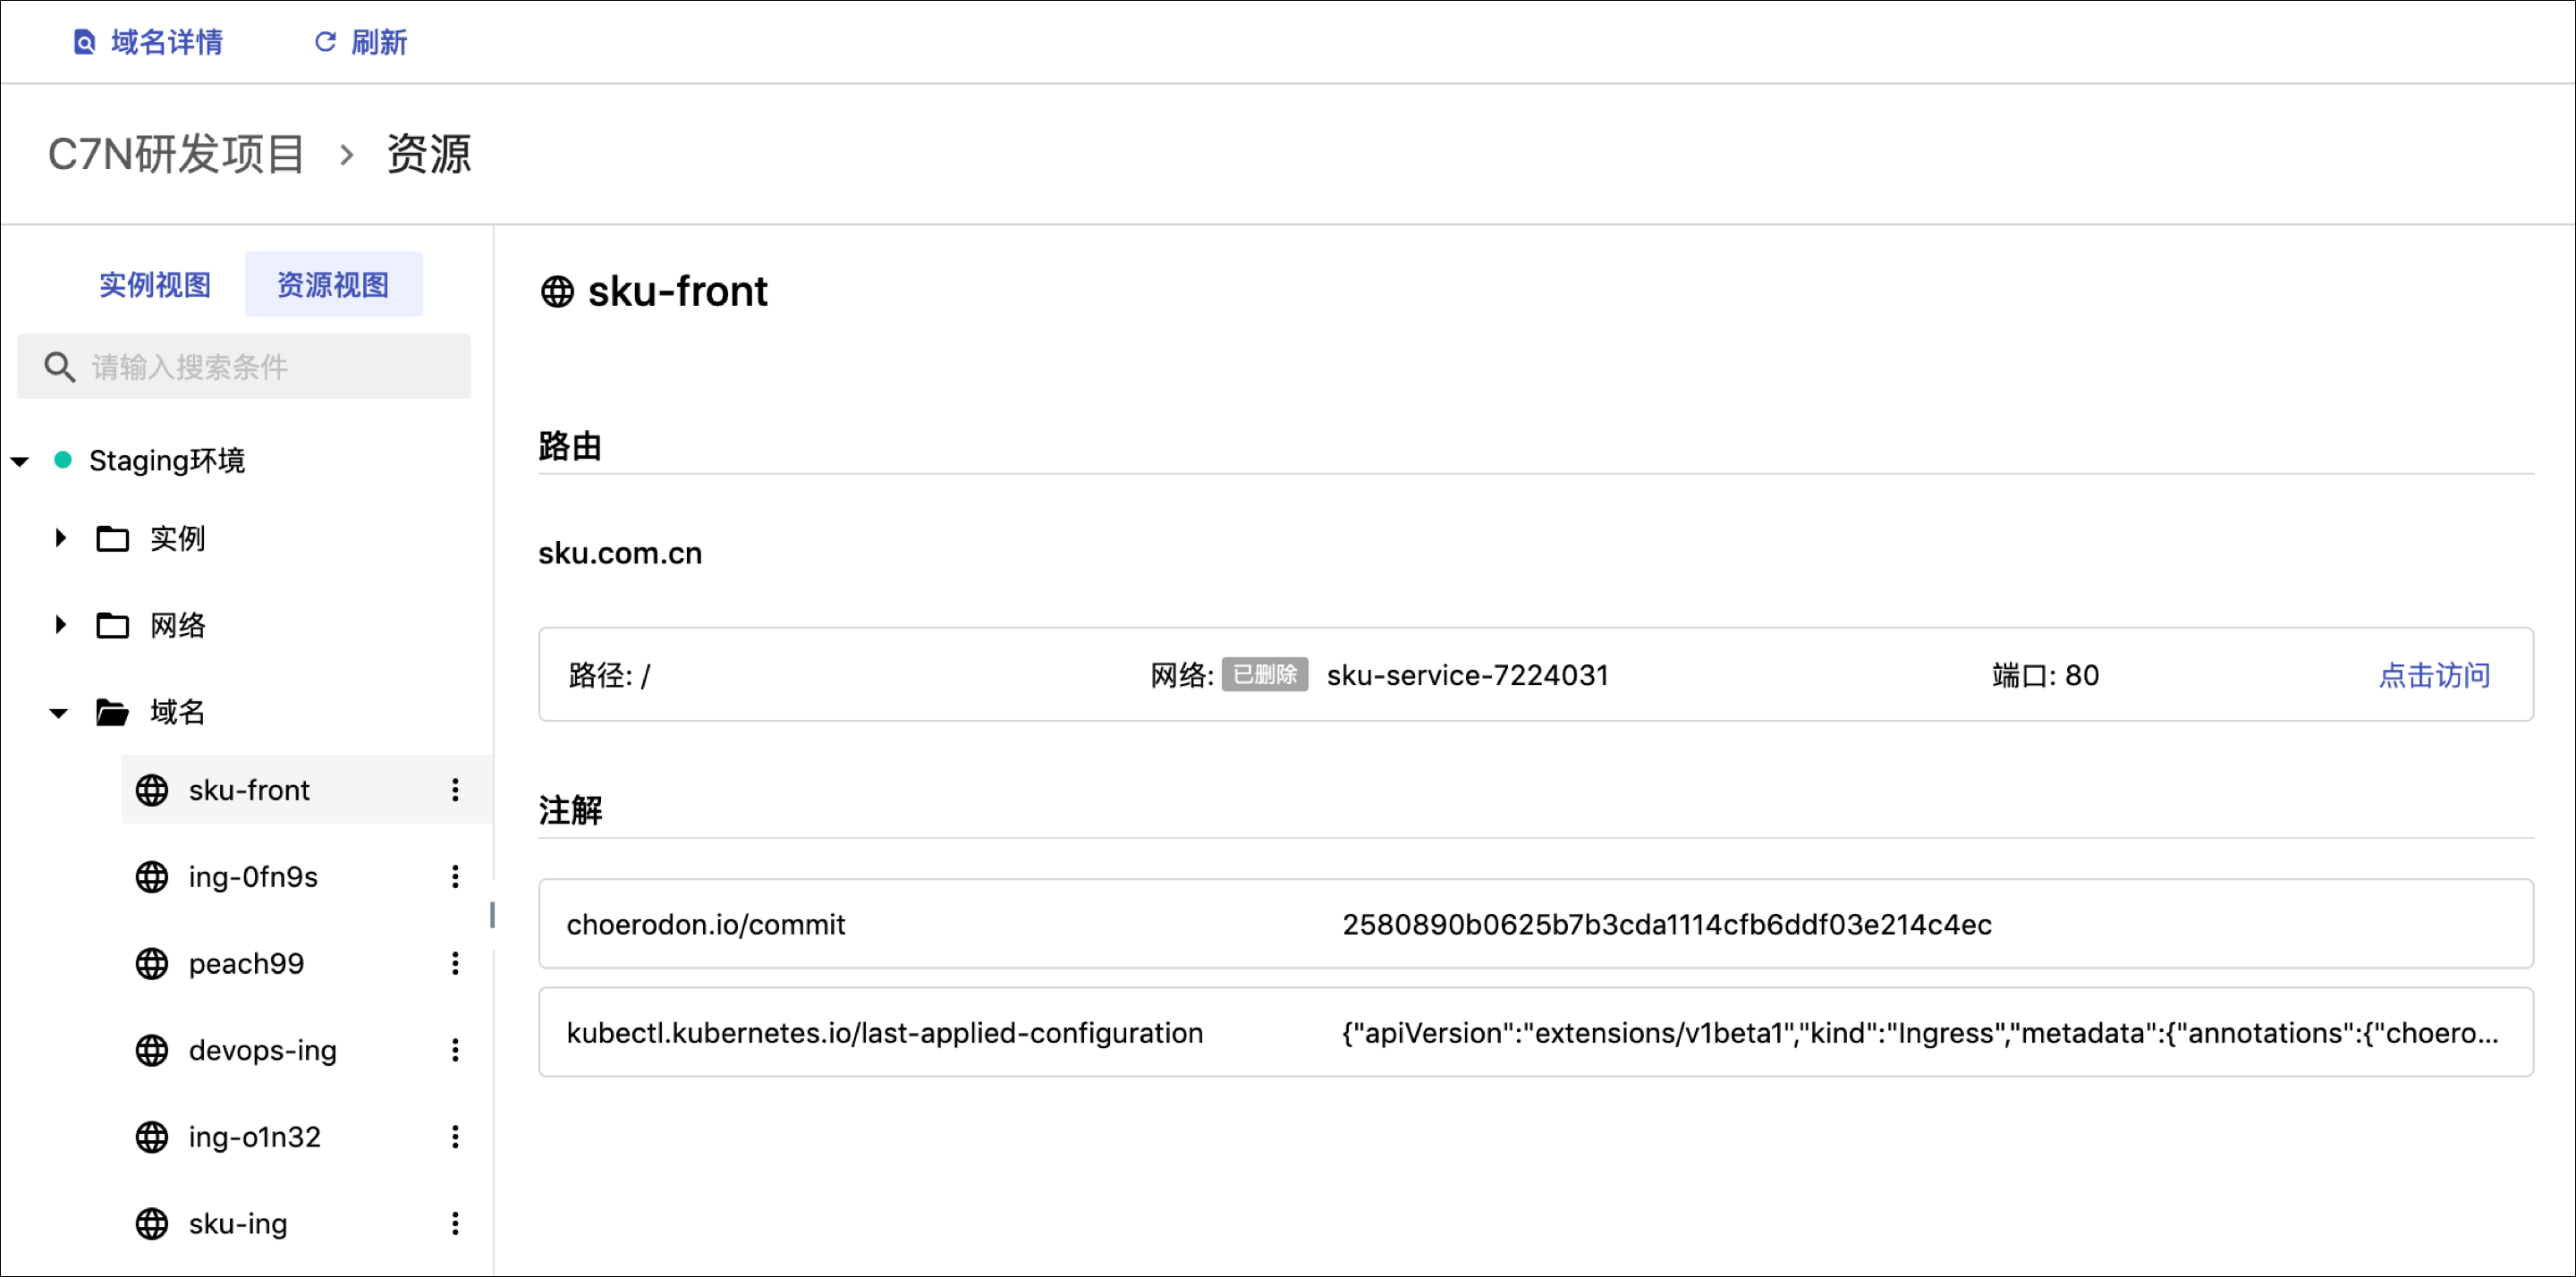 域名详情 刷新
C7N研发项目 › 资源
实例视图 资源视图
请输入搜索条件
Staging环境
实例
网络
域名
sku-front
ing-0fn9s
peach99
devops-ing
ing-o1n32
sku-ing
sku-front
路由
sku.com.cn
路径: / 网络: 已删除 sku-service-7224031 端口: 80 点击访问
注解
choerodon.io/commit 2580890b0625b7b3cda1114cfb6ddf03e214c4ec
kubectl.kubernetes.io/last-applied-configuration {"apiVersion":"extensions/v1beta1","kind":"Ingress","metadata":{"annotations":{"choero...